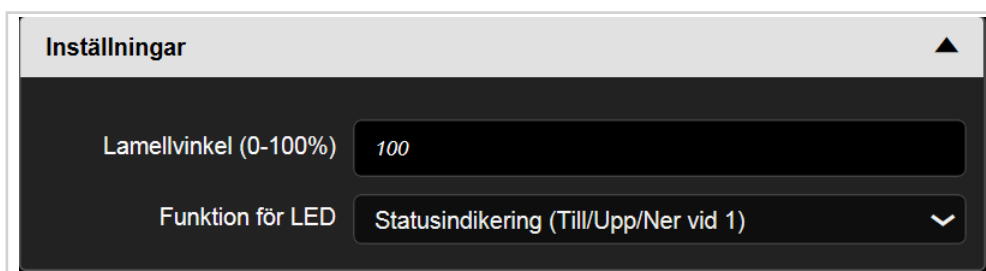 Inställningar
Lamellvinkel (0-100%) 100
Funktion för LED Statusindikering (Till/Upp/Ner vid 1)